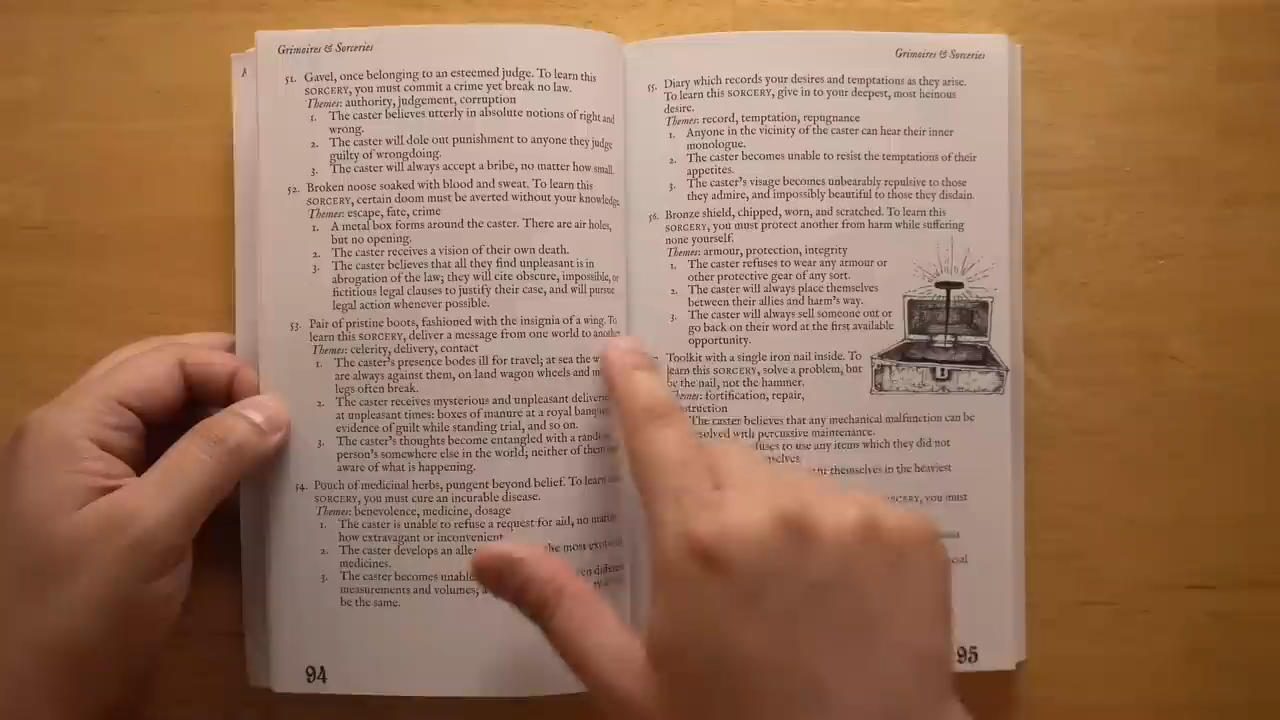 Grimoires & Sorceries
51. Gavel, once belonging to an esteemed judge. To learn this
SORCERY, you must commit a crime yet break no law.
Themes: authority, judgement, corruption
1. The caster believes utterly in absolute notions of right and
wrong.
2. The caster will dole out punishment to anyone they judge
guilty of wrongdoing.
3. The caster will always accept a bribe, no matter how small.
52. Broken noose soaked with blood and sweat. To learn this
SORCERY, certain doom must be averted without your knowledge
Themes: escape, fate, crime
1. A metal box forms around the caster. There are air holes,
but no opening.
2. The caster receives a vision of their own death.
3. The caster believes that all they find unpleasant is in
abrogation of the law; they will cite obscure, impossible, or
fictitious legal clauses to justify their case, and will pursue
legal action whenever possible.
53. Pair of pristine boots, fashioned with the insignia of a wing. To
learn this SORCERY, deliver a message from one world to another
Themes: celerity, delivery, contact
1. The caster's presence bodes ill for travel; at sea the
are always against them, on land wagon wheels and
legs often break.
2. The caster receives mysterious and unpleasant
at unpleasant times: boxes of manure at a royal
evidence of guilt while standing trial, and so on.
3. The caster's thoughts become entangled with a
person's somewhere else in the world; neither of them
aware of what is happening.
54. Pouch of medicinal herbs, pungent beyond belief. To learn
SORCERY, you must cure an incurable disease.
Themes: benevolence, medicine, dosage
1. The caster is unable to refuse a request for aid, no
how extravagant or inconvenient
2. The caster develops an the most
medicines.
3. The caster becomes
measurements and volumes;
be the same.
94
Grimoires & Sorceries
55. Diary which records your desires and temptations as they arise.
To learn this SORCERY, give in to your deepest, most heinous
desire.
Themes: record, temptation, repugnance
1. Anyone in the vicinity of the caster can hear their inner
monologue.
2. The caster becomes unable to resist the temptations of their
appetites.
3. The caster's visage becomes unbearably repulsive to those
they admire, and impossibly beautiful to those they disdain.
56. Bronze shield, chipped, worn, and scratched. To learn this
SORCERY, you must protect another from harm while suffering
none yourself.
Themes: armour, protection, integrity
1. The caster refuses to wear any armour or
other protective gear of any sort.
2. The caster will always place themselves
between their allies and harm's way.
3. The caster will always sell someone out or
go back on their word at the first available
opportunity.
Toolkit with a single iron nail inside. To
learn this SORCERY, solve a problem, but
be the nail, not the hammer.
Themes: fortification, repair,
The caster believes that any mechanical malfunction can be
solved with percussive maintenance.
to use any items which they did not
themselves in the heaviest
SORCERY, you must
95